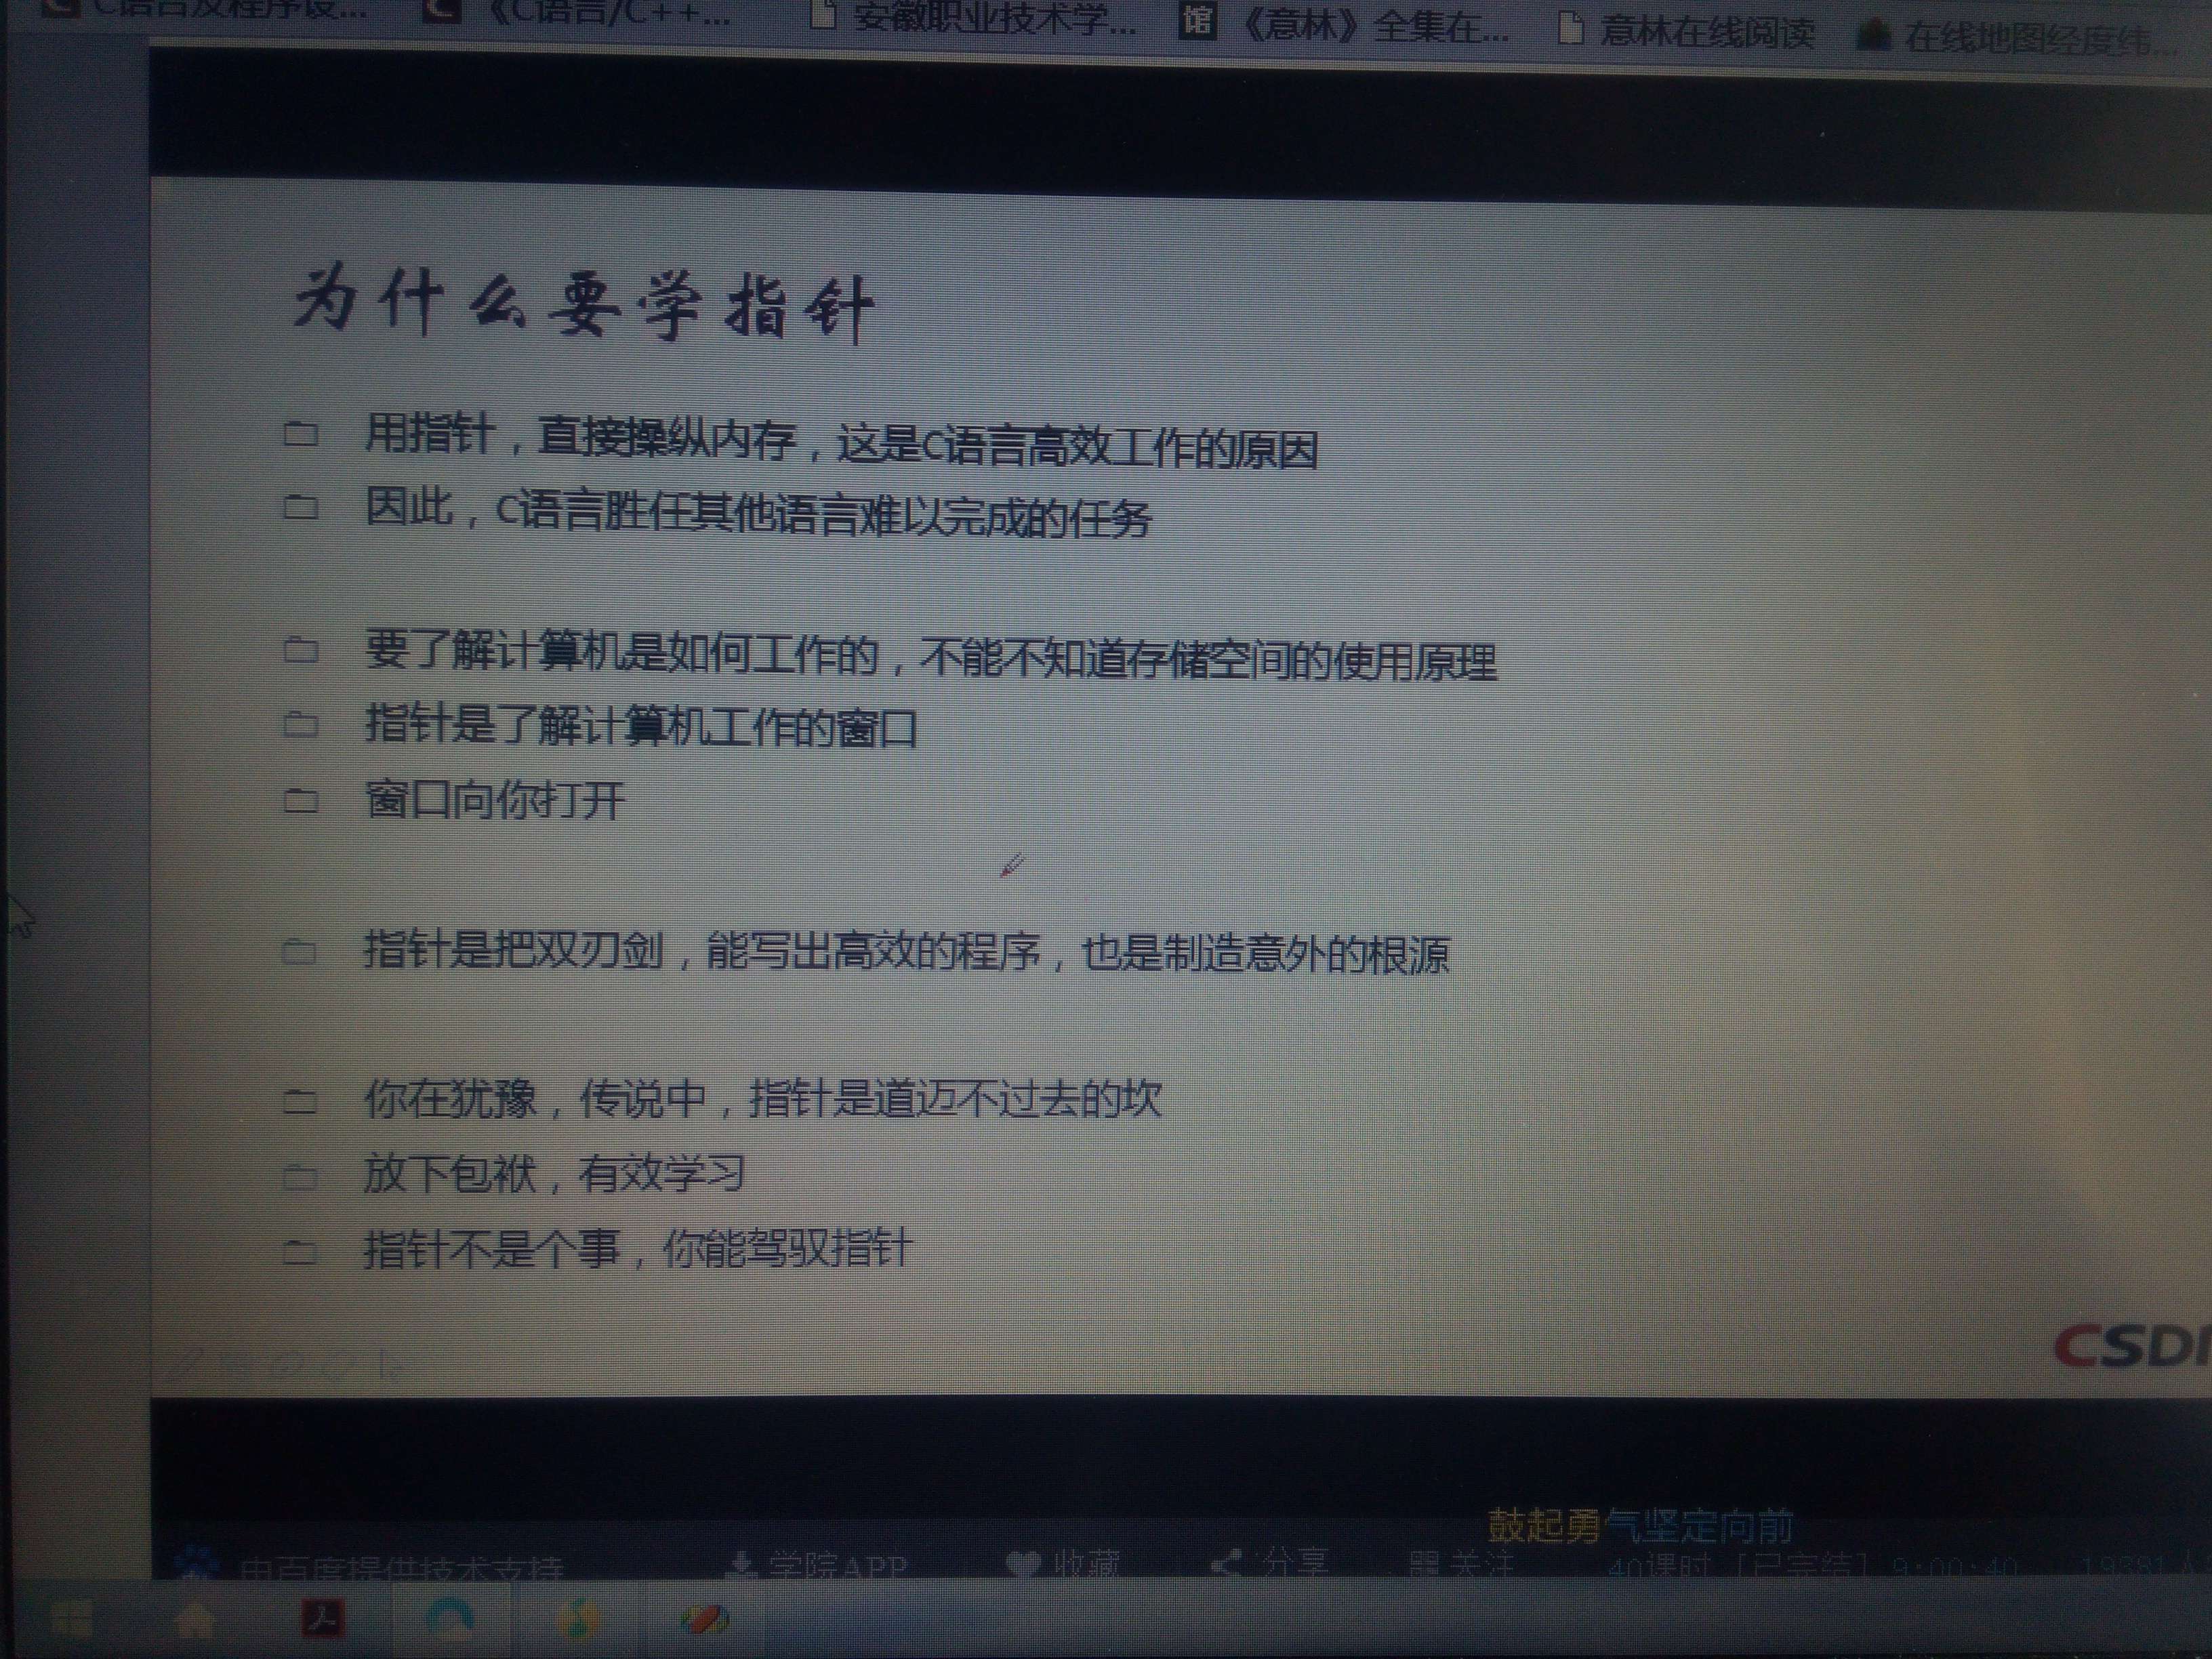 C语言及程序设...
《C语言/C++...
安徽职业技术学...
馆
《意林》全集在...
意林在线阅读
在线地图经度纬...
为什么要学指针
用指针，直接操纵内存，这是C语言高效工作的原因
因此，C语言胜任其他语言难以完成的任务
要了解计算机是如何工作的，不能不知道存储空间的使用原理
指针是了解计算机工作的窗口
窗口向你打开
指针是把双刃剑，能写出高效的程序，也是制造意外的根源
你在犹豫，传说中，指针是道迈不过去的坎
放下包袱，有效学习
指针不是个事，你能驾驭指针
CSD
鼓起勇气坚定向前
由百度提供技术支持
学院APP
收藏
分享
关注
40课时 [已完结] 9:00:40